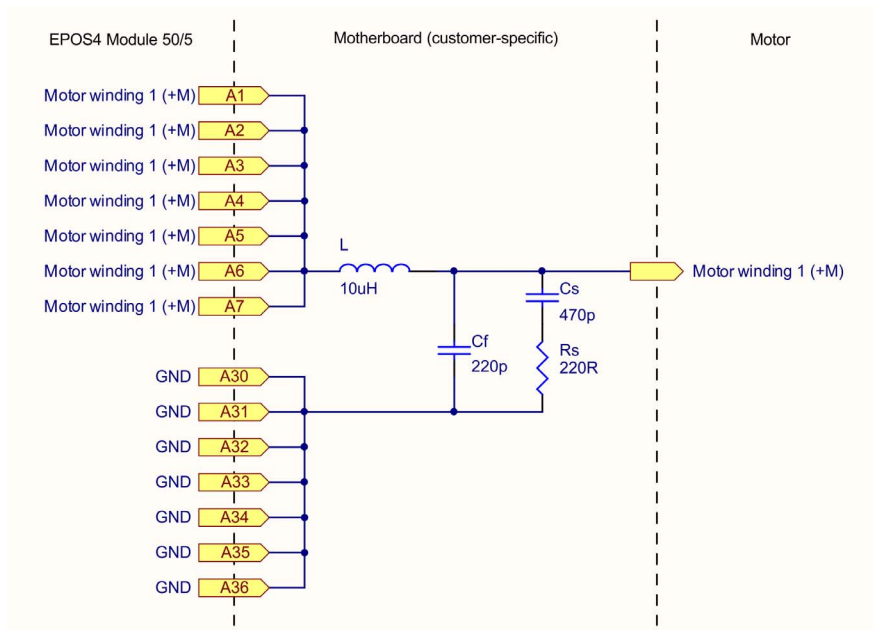 EPOS4 Module 50/5 Motherboard (customer-specific) Motor
Motor winding 1 (+M) A1
Motor winding 1 (+M) A2
Motor winding 1 (+M) A3
Motor winding 1 (+M) A4
Motor winding 1 (+M) A5
L
Motor winding 1 (+M) A6 Motor winding 1 (+M)
10uH
Cs
Motor winding 1 (+M) A7
470p
Cf
Rs
220p
220R
GND A30
GND A31
GND A32
GND A33
GND A34
GND A35
GND A36